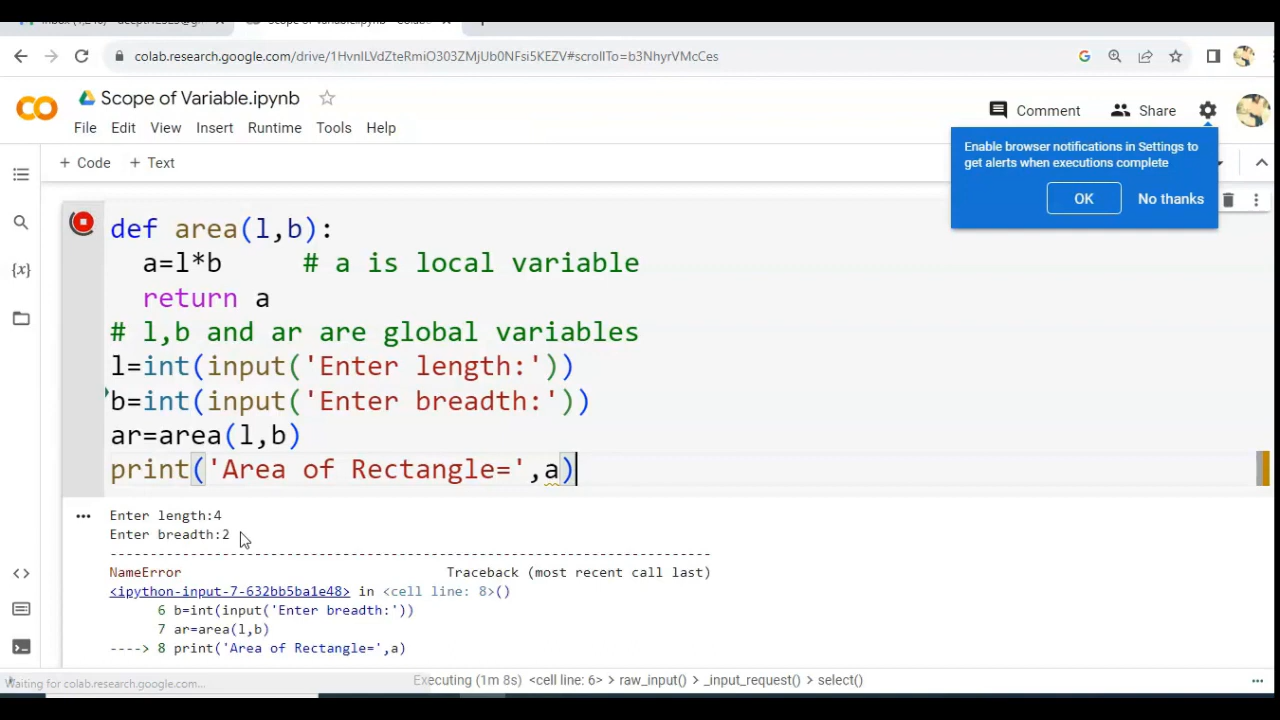 colab.research.google.com/drive/1HvnILVdZteRmiO303ZMjUb0NFsi5KEZV#scrollTo=b3NhyrVMcCes
Scope of Variable.ipynb
Comment
Share
File Edit View Insert Runtime Tools Help
+ Code + Text
Enable browser notifications in Settings to
get alerts when executions complete
OK
No thanks
def area(l,b):
a=l*b # a is local variable
return a
# l,b and ar are global variables
l=int(input('Enter length:'))
b=int(input('Enter breadth:'))
ar=area(l,b)
print('Area of Rectangle=',a)
Enter length:4
Enter breadth:2
---------------------------------------------------------------------------
NameError Traceback (most recent call last)
<ipython-input-7-632bb5ba1e48> in <cell line: 8>()
6 b=int(input('Enter breadth:'))
7 ar=area(l,b)
----> 8 print('Area of Rectangle=',a)
Waiting for colab.research.google.com...
Executing (1m 8s) <cell line: 6> > raw_input() > _input_request() > select()